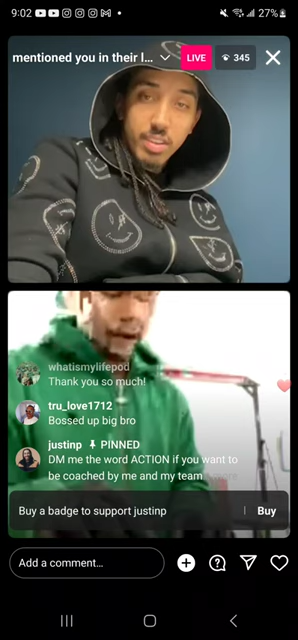 9:02
27%
mentioned you in their l...
LIVE
345
whatismylifepod
Thank you so much!
tru_love1712
Bossed up big bro
justinp PINNED
DM me the word ACTION if you want to
be coached by me and my team... more
Buy a badge to support justinp
Buy
Add a comment...